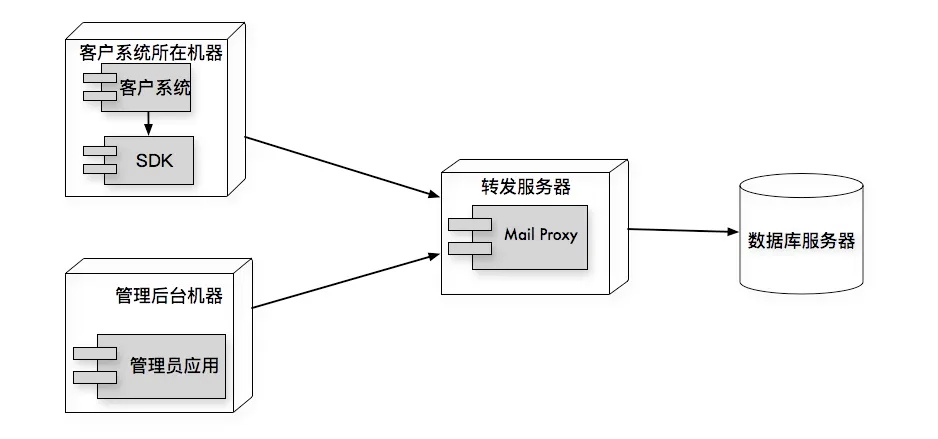 客户系统所在机器
客户系统
SDK
转发服务器
Mail Proxy
数据库服务器
管理后台机器
管理员应用